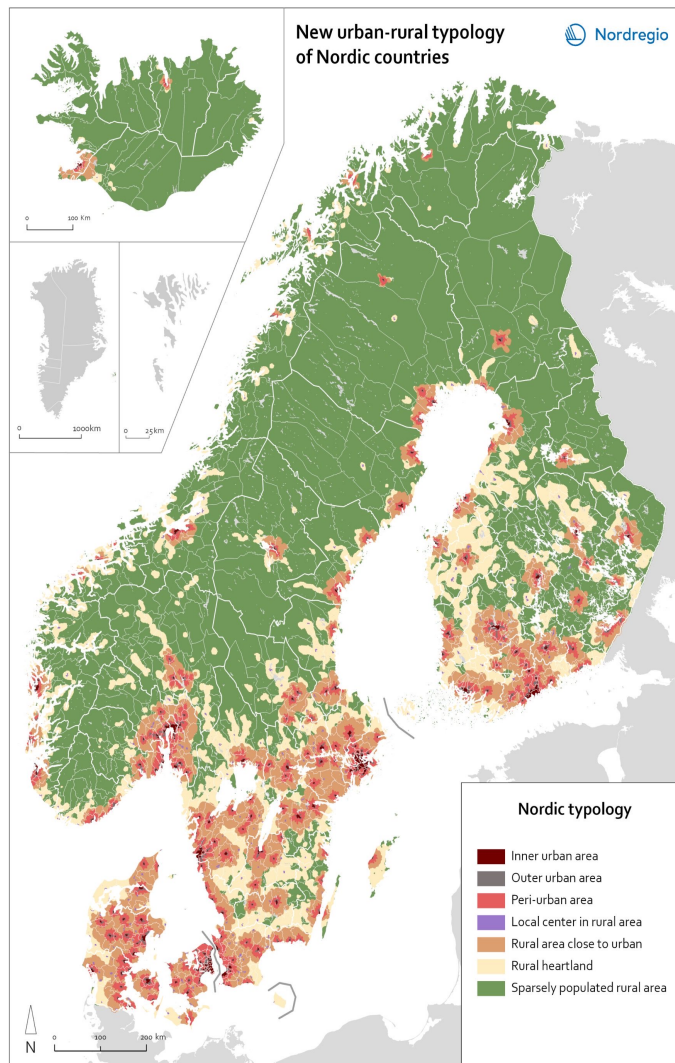 New urban-rural typology
of Nordic countries
Nordregio
0 100 Km
0 1000km
0 25km
Nordic typology
Inner urban area
Outer urban area
Peri-urban area
Local center in rural area
Rural area close to urban
Rural heartland
Sparsely populated rural area
N
0 100 200 km